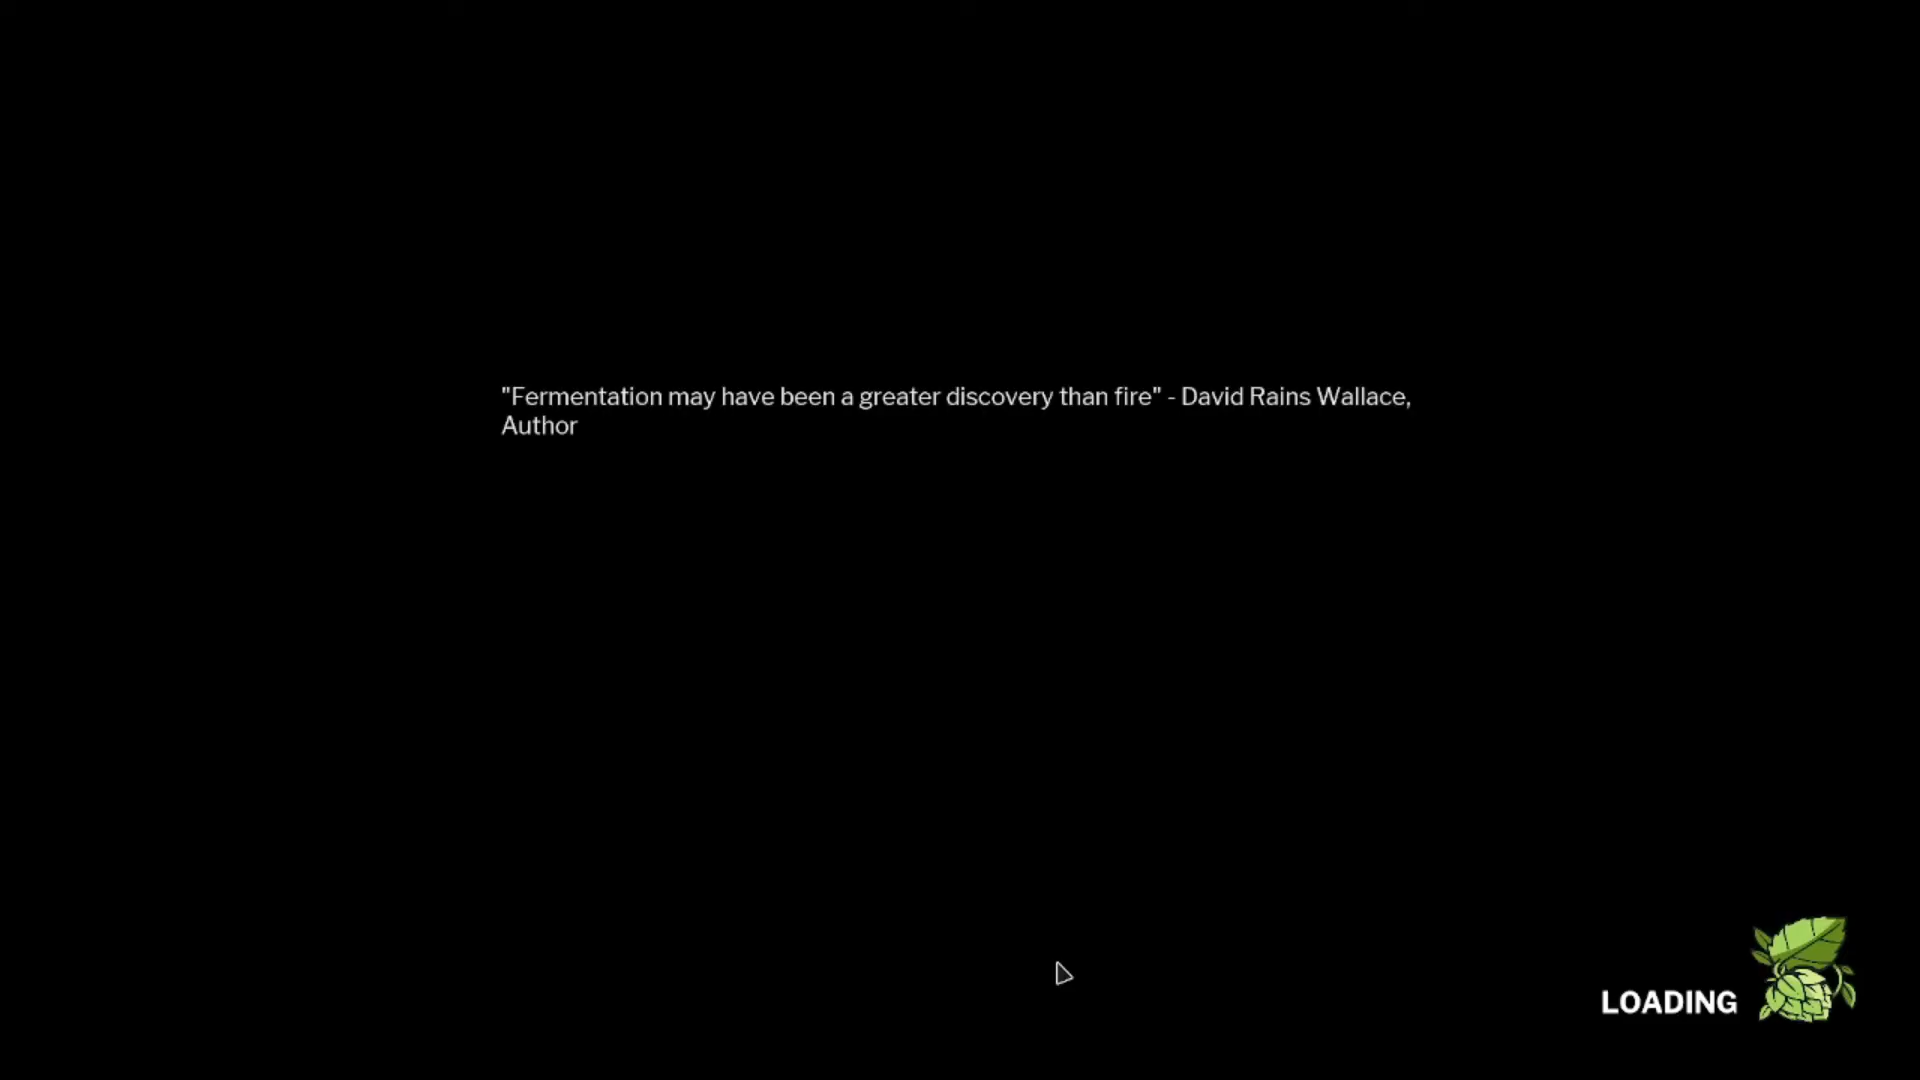 "Fermentation may have been a greater discovery than fire" - David Rains Wallace,
Author
LOADING